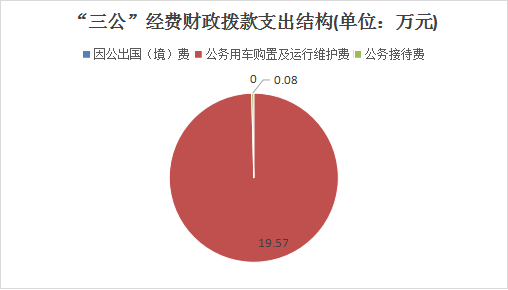 “三公”经费财政拨款支出结构(单位：万元)
因公出国（境）费 公务用车购置及运行维护费 公务接待费
0 0.08
19.57